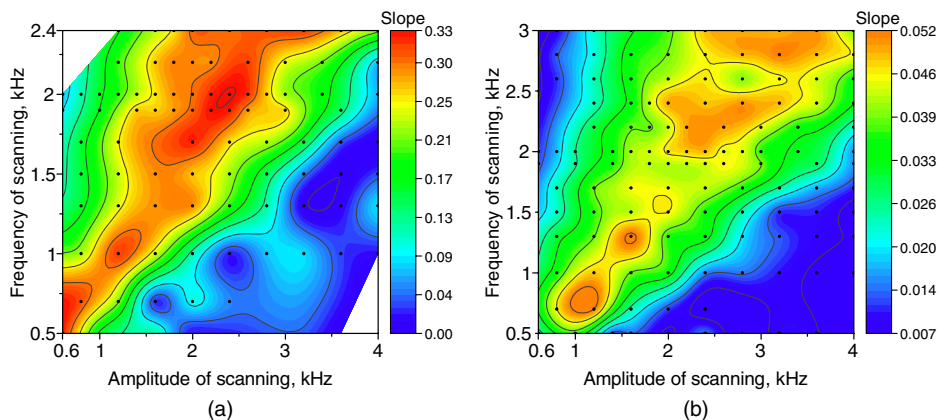 Slope
Slope
2.4
2
1.5
1
0.5
Frequency of scanning, kHz
0.6 1 2 3 4
Amplitude of scanning, kHz
0.33
0.30
0.25
0.21
0.17
0.13
0.08
0.04
0.00
(a)
3
2.5
2
1.5
1
0.5
Frequency of scanning, kHz
0.6 1 2 3 4
Amplitude of scanning, kHz
0.052
0.046
0.039
0.033
0.026
0.020
0.014
0.007
(b)